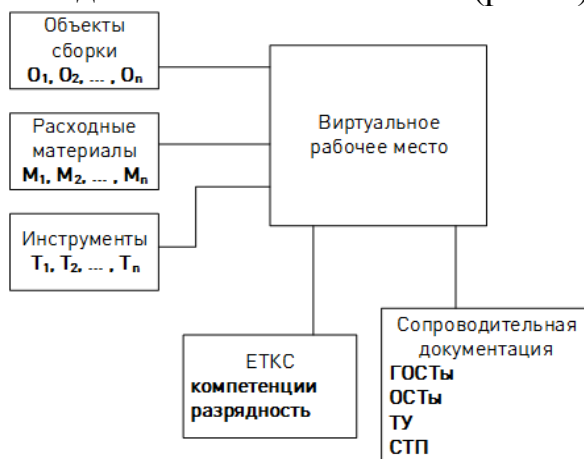 Объекты
сборки
O₁, O₂, ... , Oₙ
Расходные
материалы
M₁, M₂, ... , Mₙ
Инструменты
T₁, T₂, ... , Tₙ
Виртуальное
рабочее место
ЕТКС
компетенции
разрядность
Сопроводительная
документация
ГОСТы
ОСТы
ТУ
СТП